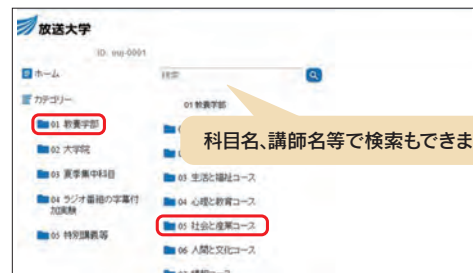 放送大学
ID: ouj-0001
ホーム
検索
カテゴリー
01 教養学部
01 教養学部
科目名、講師名等で検索もできま
02 大学院
03 夏季集中科目
03 生活と福祉コース
04 ラジオ番組の字幕付
加実験
04 心理と教育コース
05 特別講義等
05 社会と産業コース
06 人間と文化コース